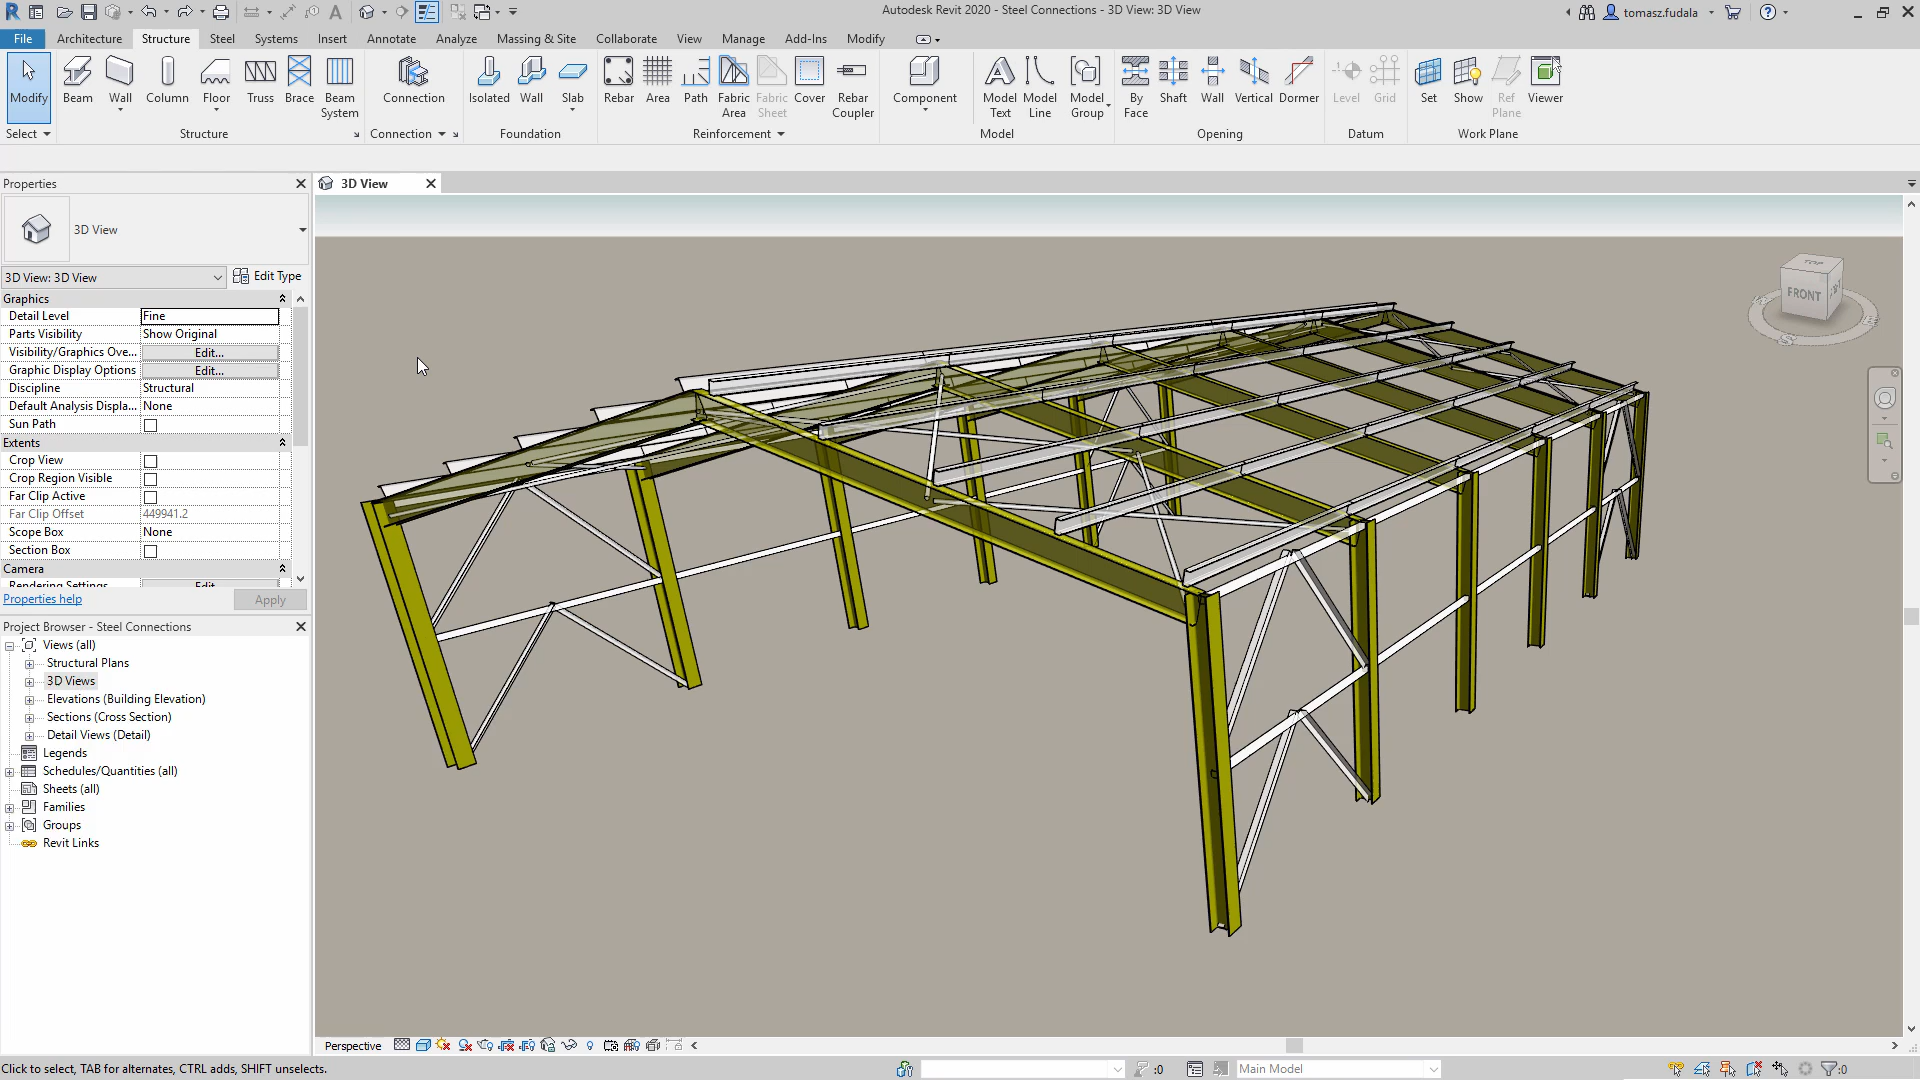 Autodesk Revit 2020 - Steel Connections - 3D View: 3D View
tomasz.fudala
File Architecture Structure Steel Systems Insert Annotate Analyze Massing & Site Collaborate View Manage Add-Ins Modify
Modify Beam Wall Column Floor Truss Brace Beam System Connection Isolated Wall Slab Rebar Area Path Fabric Area Fabric Sheet Cover Rebar Coupler Component Model Text Model Line Model Group By Face Shaft Wall Vertical Dormer Level Grid Set Show Ref Plane Viewer
Select Structure Connection Foundation Reinforcement Model Opening Datum Work Plane
Properties
3D View
3D View
3D View: 3D View Edit Type
Graphics
Detail Level Fine
Parts Visibility Show Original
Visibility/Graphics Ove... Edit...
Graphic Display Options Edit...
Discipline Structural
Default Analysis Displa... None
Sun Path
Extents
Crop View
Crop Region Visible
Far Clip Active
Far Clip Offset 449941.2
Scope Box None
Section Box
Camera
Rendering Settings Edit...
Properties help Apply
Project Browser - Steel Connections
Views (all)
Structural Plans
3D Views
Elevations (Building Elevation)
Sections (Cross Section)
Detail Views (Detail)
Legends
Schedules/Quantities (all)
Sheets (all)
Families
Groups
Revit Links
TOP
FRONT
Perspective
Click to select, TAB for alternates, CTRL adds, SHIFT unselects.
:0
Main Model
:0